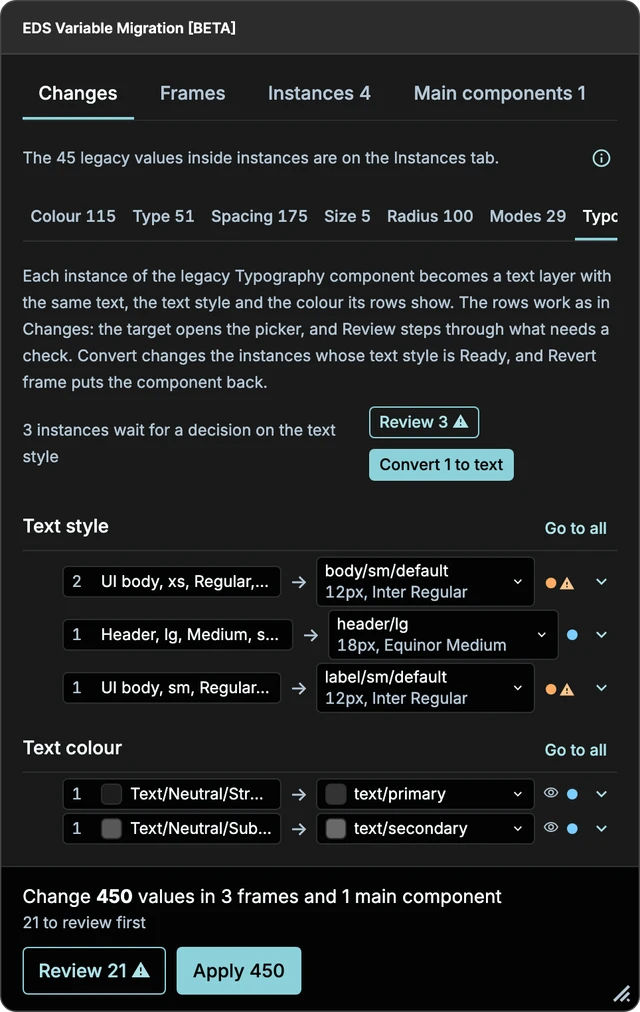 EDS Variable Migration [BETA]
Changes Frames Instances 4 Main components 1
The 45 legacy values inside instances are on the Instances tab.
Colour 115 Type 51 Spacing 175 Size 5 Radius 100 Modes 29 Typo
Each instance of the legacy Typography component becomes a text layer with
the same text, the text style and the colour its rows show. The rows work as in
Changes: the target opens the picker, and Review steps through what needs a
check. Convert changes the instances whose text style is Ready, and Revert
frame puts the component back.
3 instances wait for a decision on the text
style
Review 3
Convert 1 to text
Text style
Go to all
2 UI body, xs, Regular,... → body/sm/default
12px, Inter Regular
1 Header, lg, Medium, s... → header/lg
18px, Equinor Medium
1 UI body, sm, Regular... → label/sm/default
12px, Inter Regular
Text colour
Go to all
1 Text/Neutral/Str... → text/primary
1 Text/Neutral/Sub... → text/secondary
Change 450 values in 3 frames and 1 main component
21 to review first
Review 21
Apply 450